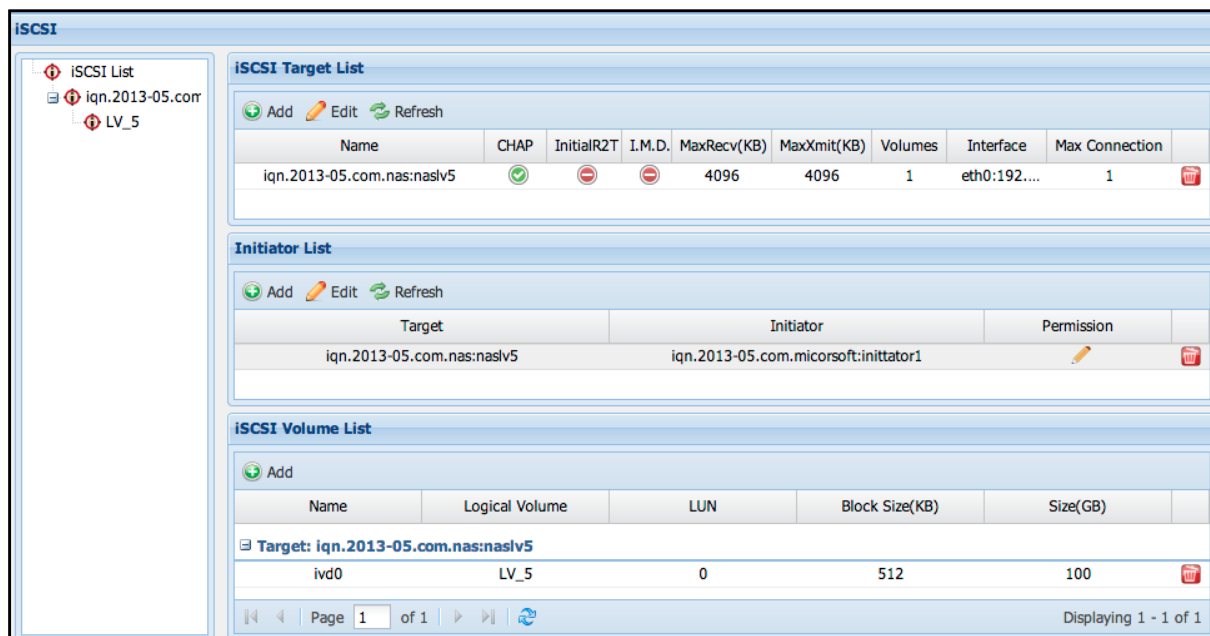 iSCSI
iSCSI List
iqn.2013-05.com
LV_5
iSCSI Target List
Add Edit Refresh
Name CHAP InitialR2T I.M.D. MaxRecv(KB) MaxXmit(KB) Volumes Interface Max Connection
iqn.2013-05.com.nas:naslv5 4096 4096 1 eth0:192.... 1
Initiator List
Add Edit Refresh
Target Initiator Permission
iqn.2013-05.com.nas:naslv5 iqn.2013-05.com.micorsoft:inittator1
iSCSI Volume List
Add
Name Logical Volume LUN Block Size(KB) Size(GB)
Target: iqn.2013-05.com.nas:naslv5
ivd0 LV_5 0 512 100
Page 1 of 1 Displaying 1 - 1 of 1